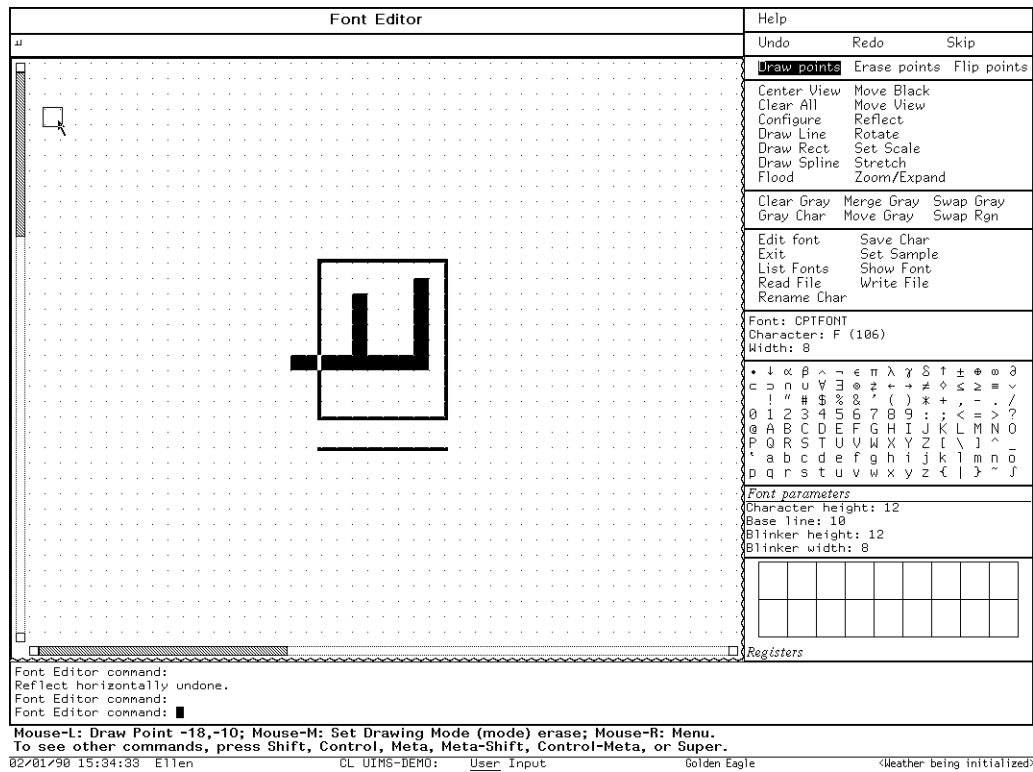 Font Editor
Help
Undo Redo Skip
Draw points Erase points Flip points
Center View Move Black
Clear All Move View
Configure Reflect
Draw Line Rotate
Draw Rect Set Scale
Draw Spline Stretch
Flood Zoom/Expand
Clear Gray Merge Gray Swap Gray
Gray Char Move Gray Swap Rgn
Edit font Save Char
Exit Set Sample
List Fonts Show Font
Read File Write File
Rename Char
Font: CPTFONT
Character: F (106)
Width: 8
• ↓ α β ^ ¬ ε π λ γ δ ↑ ± ⊕ ∞ ∂
⊂ ⊃ ∩ ∪ ∀ ∃ ⊗ ⇄ ← → ≠ ◊ ≤ ≥ ≡ ∨
! " # $ % & ' ( ) * + , - . /
0 1 2 3 4 5 6 7 8 9 : ; < = > ?
@ A B C D E F G H I J K L M N O
P Q R S T U V W X Y Z [ \ ] ^ _
‵ a b c d e f g h i j k l m n o
p q r s t u v w x y z { | } ~ ∫
Font parameters
Character height: 12
Base line: 10
Blinker height: 12
Blinker width: 8
Registers
Font Editor command:
Reflect horizontally undone.
Font Editor command:
Font Editor command:
Mouse-L: Draw Point -18,-10; Mouse-M: Set Drawing Mode (mode) erase; Mouse-R: Menu.
To see other commands, press Shift, Control, Meta, Meta-Shift, Control-Meta, or Super.
02/01/90 15:34:33 Ellen CL UIMS-DEMO: User Input Golden Eagle <Weather being initialized>